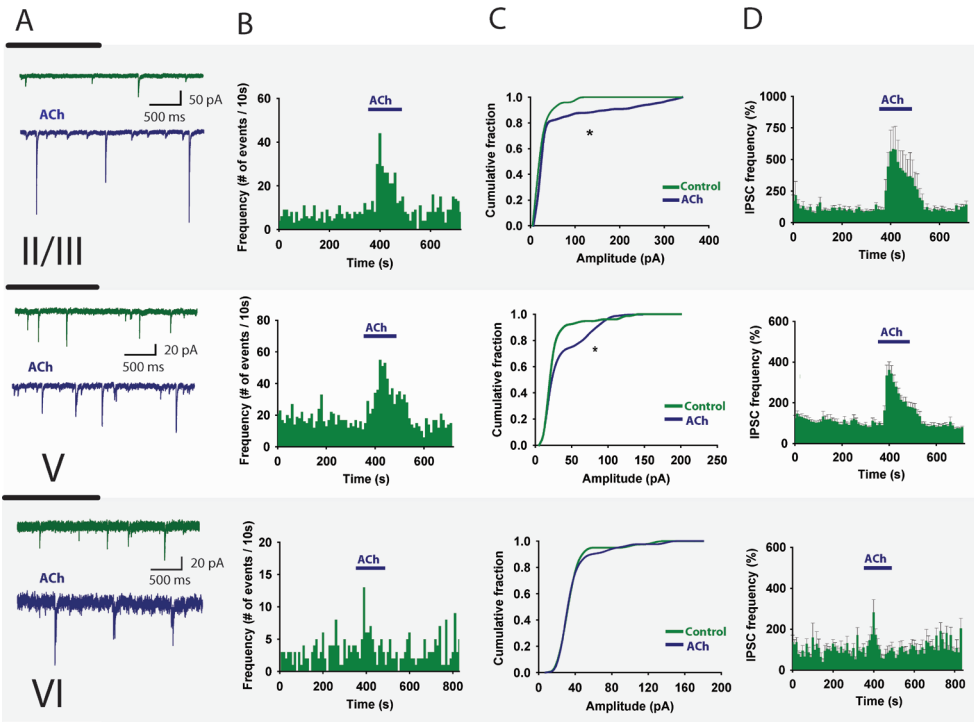 A
B
C
D
50 pA
500 ms
ACh
II/III
Frequency (# of events / 10s)
60
40
20
0
ACh
0 200 400 600
Time (s)
Cumulative fraction
1.0
0.8
0.6
0.4
0.2
0.0
*
Control
ACh
0 100 200 300 400
Amplitude (pA)
IPSC frequency (%)
1000
750
500
250
0
ACh
0 200 400 600
Time (s)
20 pA
500 ms
ACh
V
Frequency (# of events / 10s)
80
60
40
20
0
ACh
0 200 400 600
Time (s)
Cumulative fraction
1.0
0.8
0.6
0.4
0.2
0.0
*
Control
ACh
0 50 100 150 200 250
Amplitude (pA)
IPSC frequency (%)
600
400
200
0
ACh
0 200 400 600
Time (s)
20 pA
500 ms
ACh
VI
Frequency (# of events / 10s)
20
15
10
5
0
ACh
0 200 400 600 800
Time (s)
Cumulative fraction
1.0
0.8
0.6
0.4
0.2
0.0
Control
ACh
0 40 80 120 160 200
Amplitude (pA)
IPSC frequency (%)
600
400
200
0
ACh
0 200 400 600 800
Time (s)